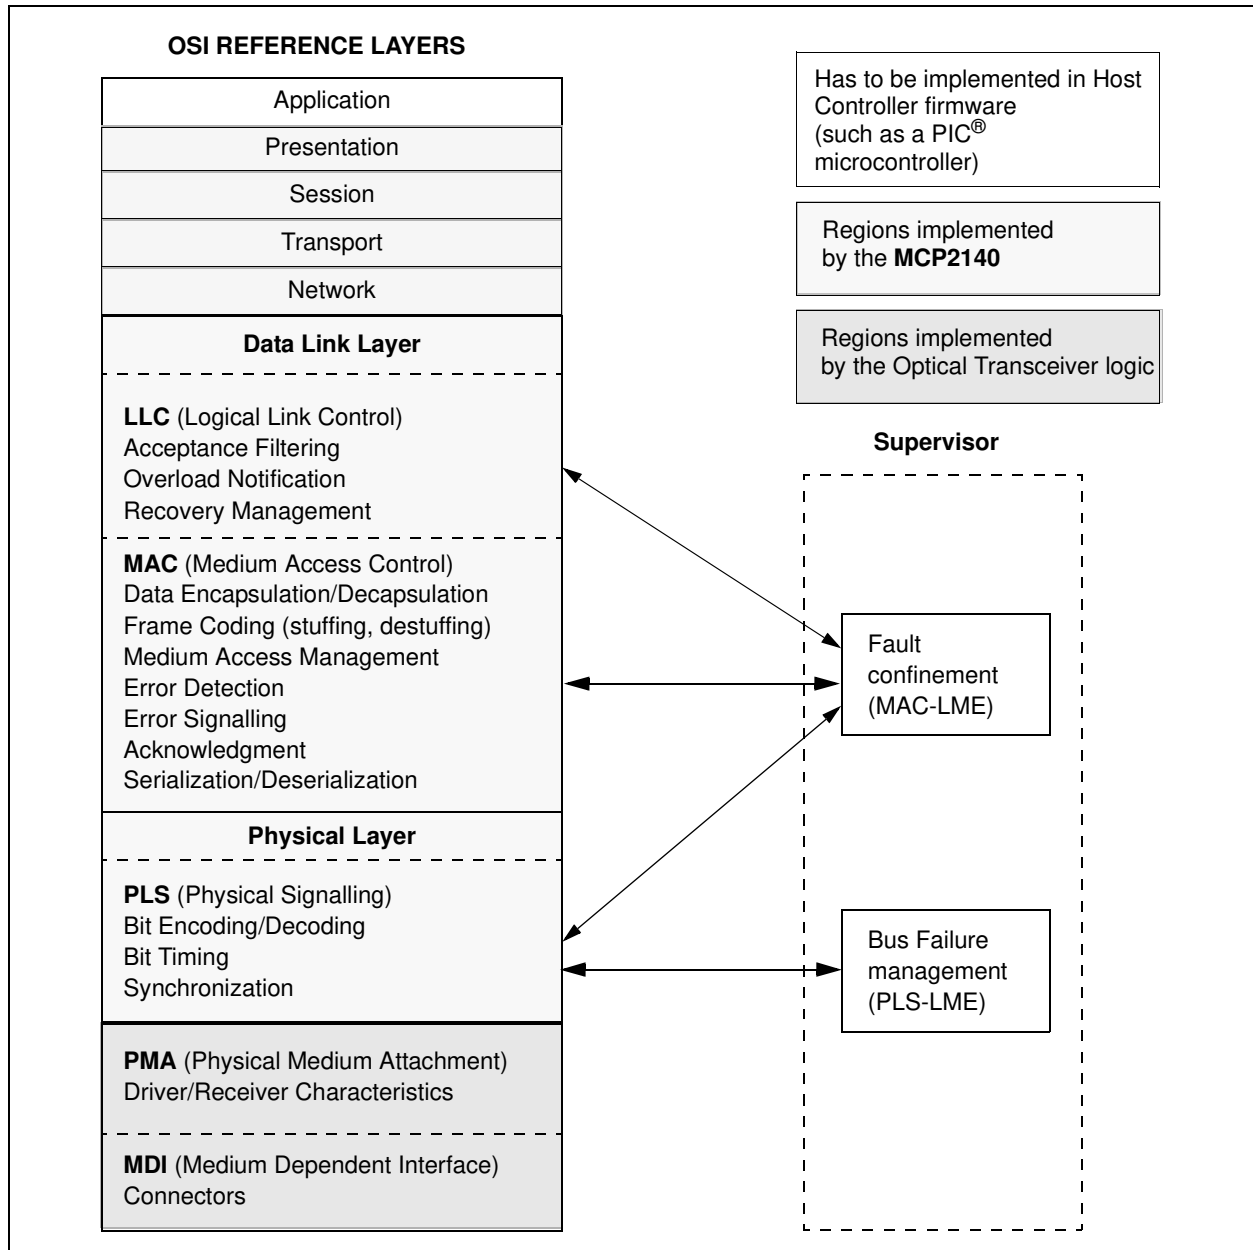 OSI REFERENCE LAYERS
Application
Presentation
Session
Transport
Network
Data Link Layer
LLC (Logical Link Control)
Acceptance Filtering
Overload Notification
Recovery Management
MAC (Medium Access Control)
Data Encapsulation/Decapsulation
Frame Coding (stuffing, destuffing)
Medium Access Management
Error Detection
Error Signalling
Acknowledgment
Serialization/Deserialization
Physical Layer
PLS (Physical Signalling)
Bit Encoding/Decoding
Bit Timing
Synchronization
PMA (Physical Medium Attachment)
Driver/Receiver Characteristics
MDI (Medium Dependent Interface)
Connectors
Has to be implemented in Host
Controller firmware
(such as a PIC®
microcontroller)
Regions implemented
by the MCP2140
Regions implemented
by the Optical Transceiver logic
Supervisor
Fault
confinement
(MAC-LME)
Bus Failure
management
(PLS-LME)